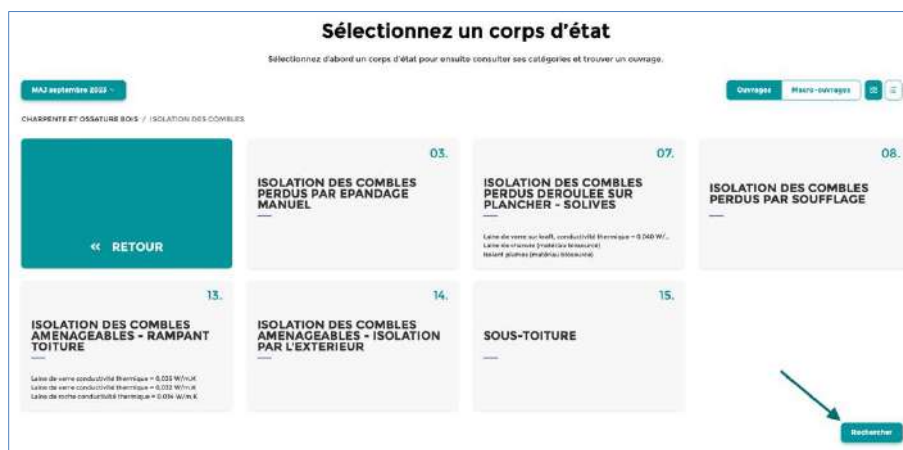 Sélectionnez un corps d'état
Sélectionnez d'abord un corps d'état pour ensuite consulter ses catégories et trouver un ouvrage.
MAJ septembre 2023
Ouvrages
Macro-ouvrages
CHARPENTE ET OSSATURE BOIS / ISOLATION DES COMBLES
« RETOUR
03.
ISOLATION DES COMBLES
PERDUS PAR EPANDAGE
MANUEL
07.
ISOLATION DES COMBLES
PERDUS DEROULEE SUR
PLANCHER - SOLIVES
Laine de verre sur kraft, conductivité thermique = 0,040 W/...
Laine de chanvre (matériau biosourcé)
Isolant plumes (matériau biosourcé)
08.
ISOLATION DES COMBLES
PERDUS PAR SOUFFLAGE
13.
ISOLATION DES COMBLES
AMENAGEABLES - RAMPANT
TOITURE
Laine de verre conductivité thermique = 0,035 W/m.K
Laine de verre conductivité thermique = 0,032 W/m.K
Laine de roche conductivité thermique = 0.034 W/m.K
14.
ISOLATION DES COMBLES
AMENAGEABLES - ISOLATION
PAR L'EXTERIEUR
15.
SOUS-TOITURE
Rechercher